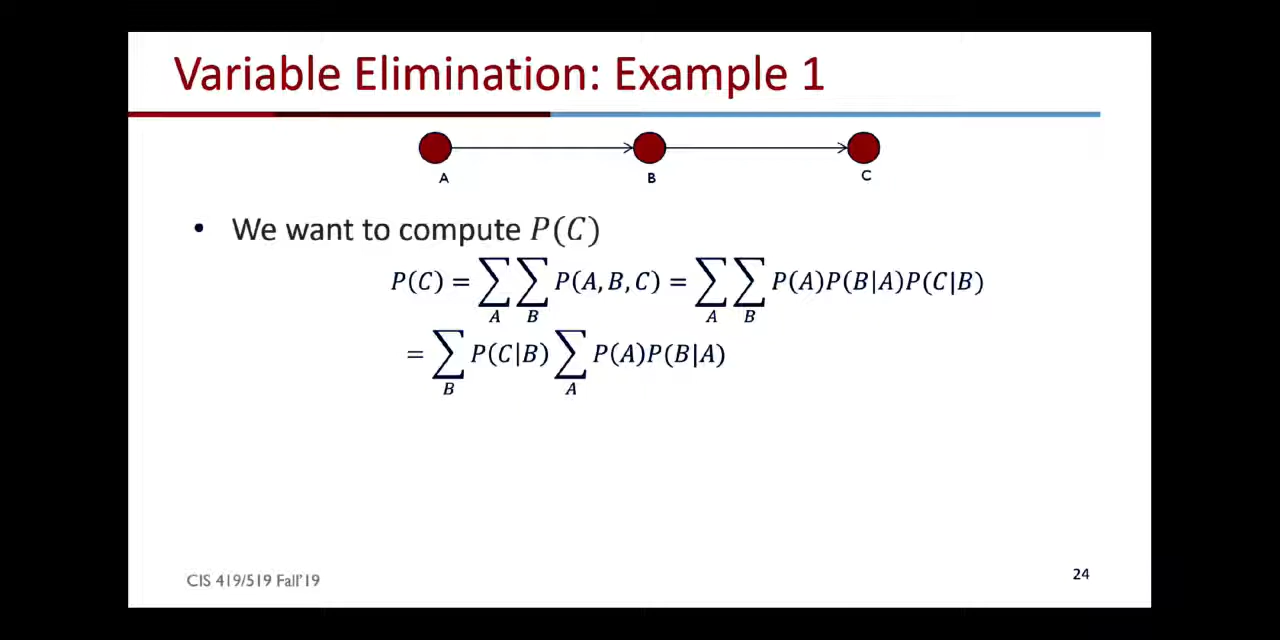 Variable Elimination: Example 1
A B C
• We want to compute P(C)
P(C) = ∑_A ∑_B P(A, B, C) = ∑_A ∑_B P(A)P(B|A)P(C|B)
= ∑_B P(C|B) ∑_A P(A)P(B|A)
CIS 419/519 Fall'19
24